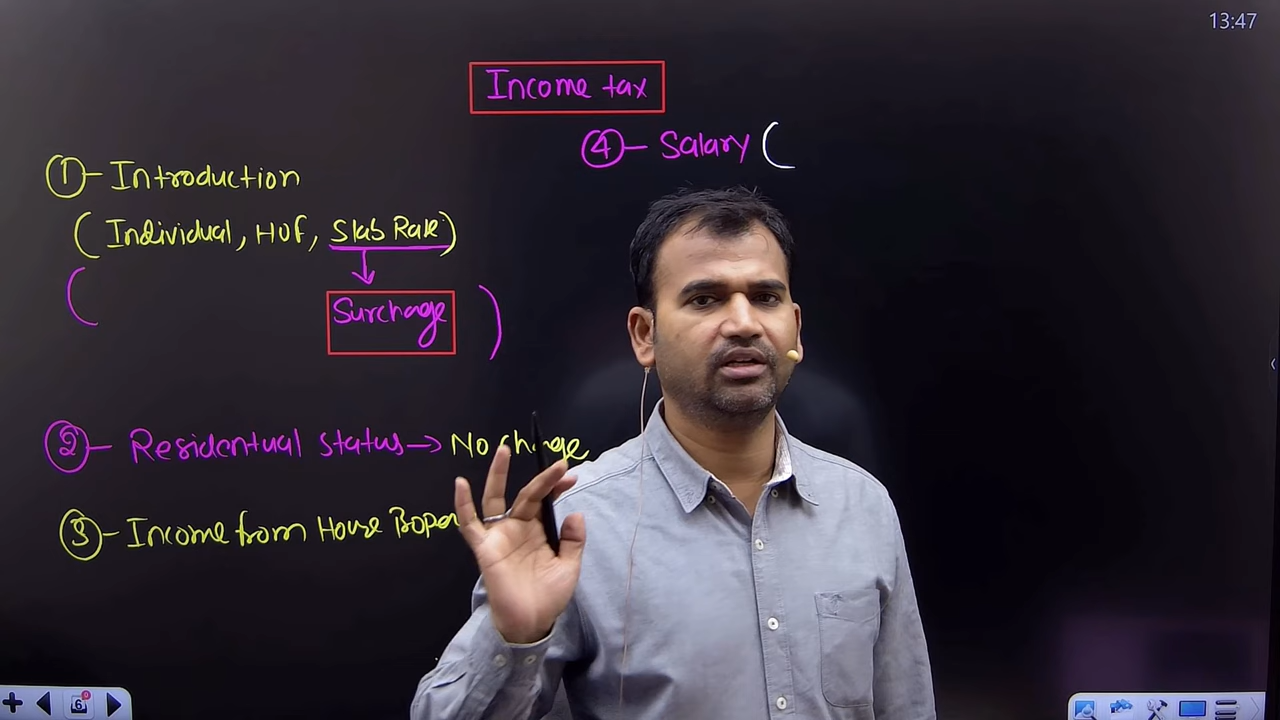 13:47
Income tax
④- Salary (
①- Introduction
(Individual, HUF, Slab Rate)
( Surcharge )
②- Residentual status → No change
③- Income from House
6